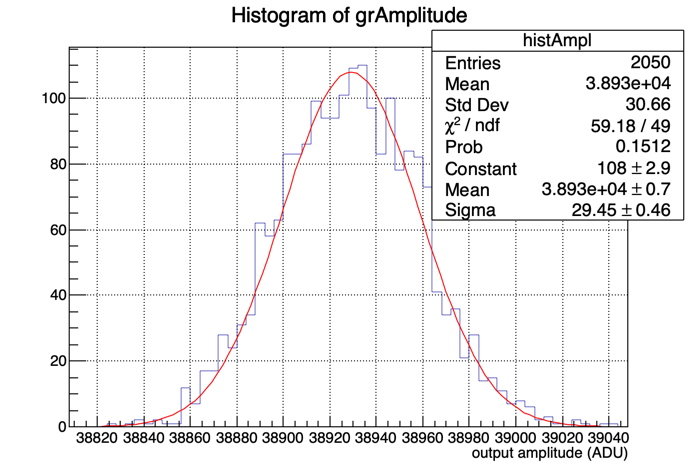 Histogram of grAmplitude
histAmpl
Entries 2050
Mean 3.893e+04
Std Dev 30.66
χ² / ndf 59.18 / 49
Prob 0.1512
Constant 108 ± 2.9
Mean 3.893e+04 ± 0.7
Sigma 29.45 ± 0.46
100
80
60
40
20
0
38820 38840 38860 38880 38900 38920 38940 38960 38980 39000 39020 39040
output amplitude (ADU)